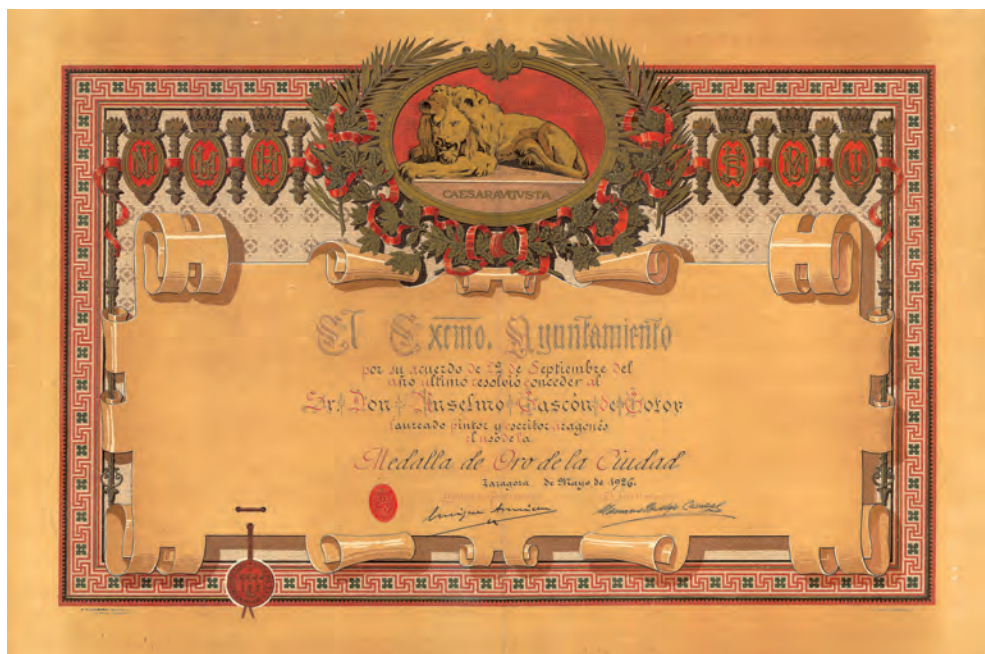 CAESARAVGVSTA
El Excmo. Ayuntamiento
por su acuerdo de 22 de Septiembre del
año último resolvió conceder al
Sr. Don Anselmo Gascón de Gotor
laureado pintor y escritor aragonés
el uso de la
Medalla de Oro de la Ciudad
Zaragoza de Mayo de 1926.